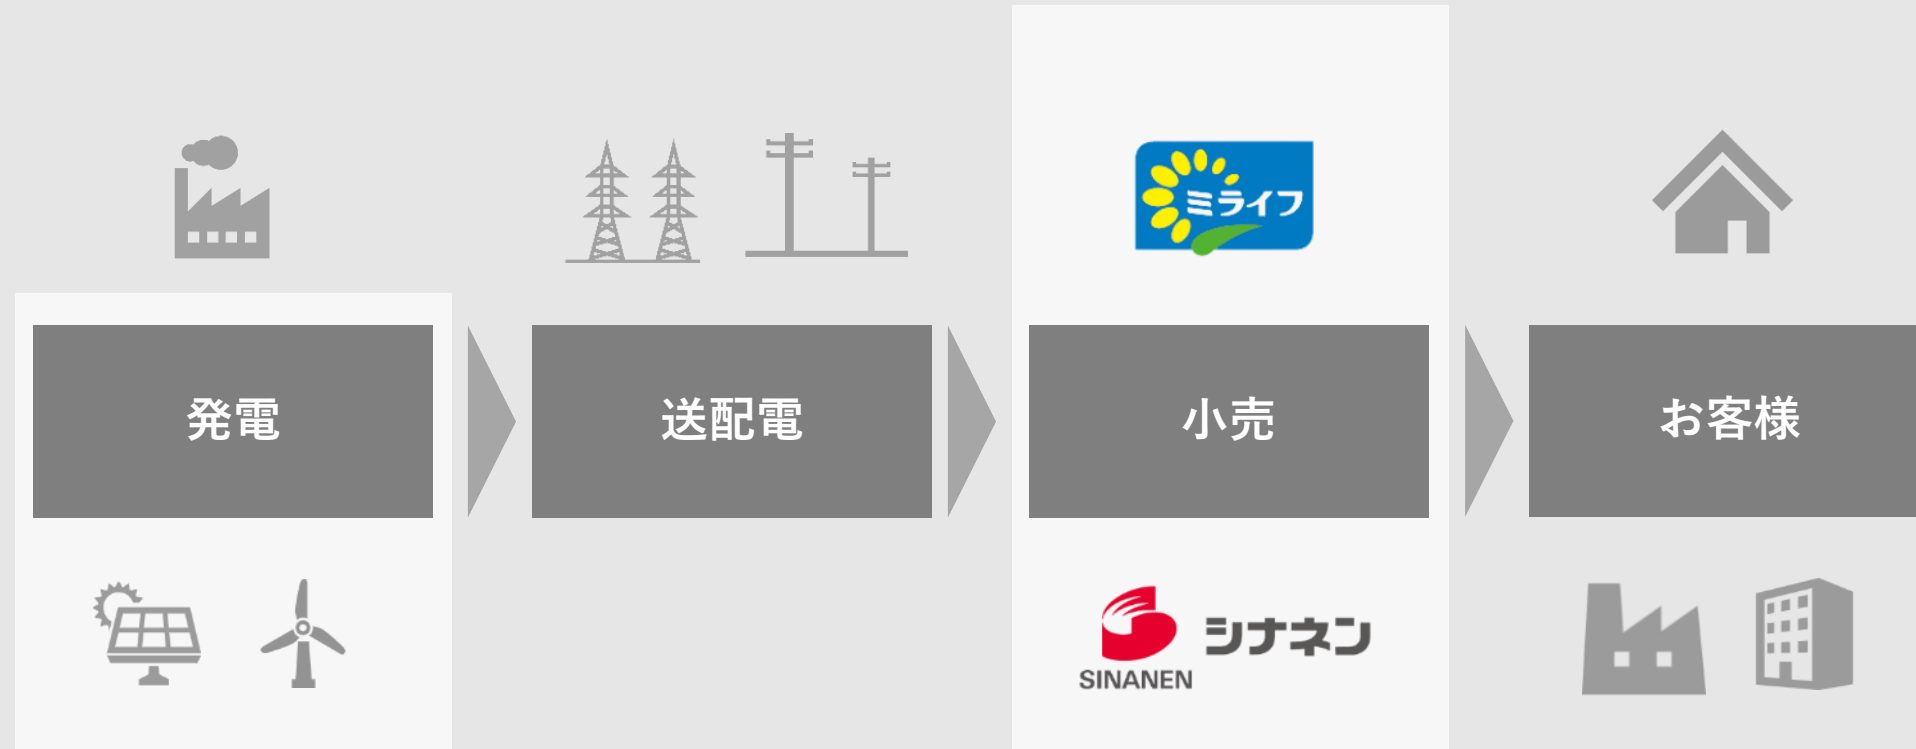 ミライフ
発電
送配電
小売
お客様
シナネン
SINANEN